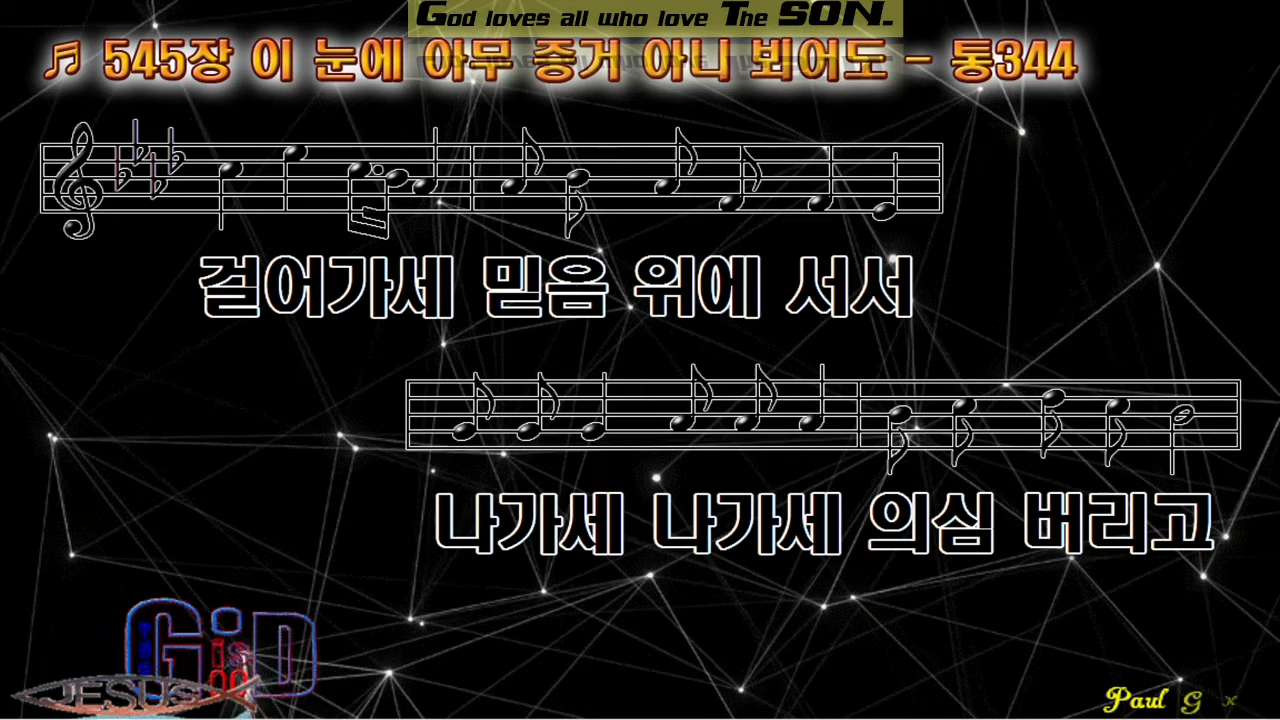 God loves all who love The SON.
♬ 545장 이 눈에 아무 증거 아니 뵈어도 - 통344
걸어가세 믿음 위에 서서
나가세 나가세 의심 버리고
GOD
is
JESUS
Paul G